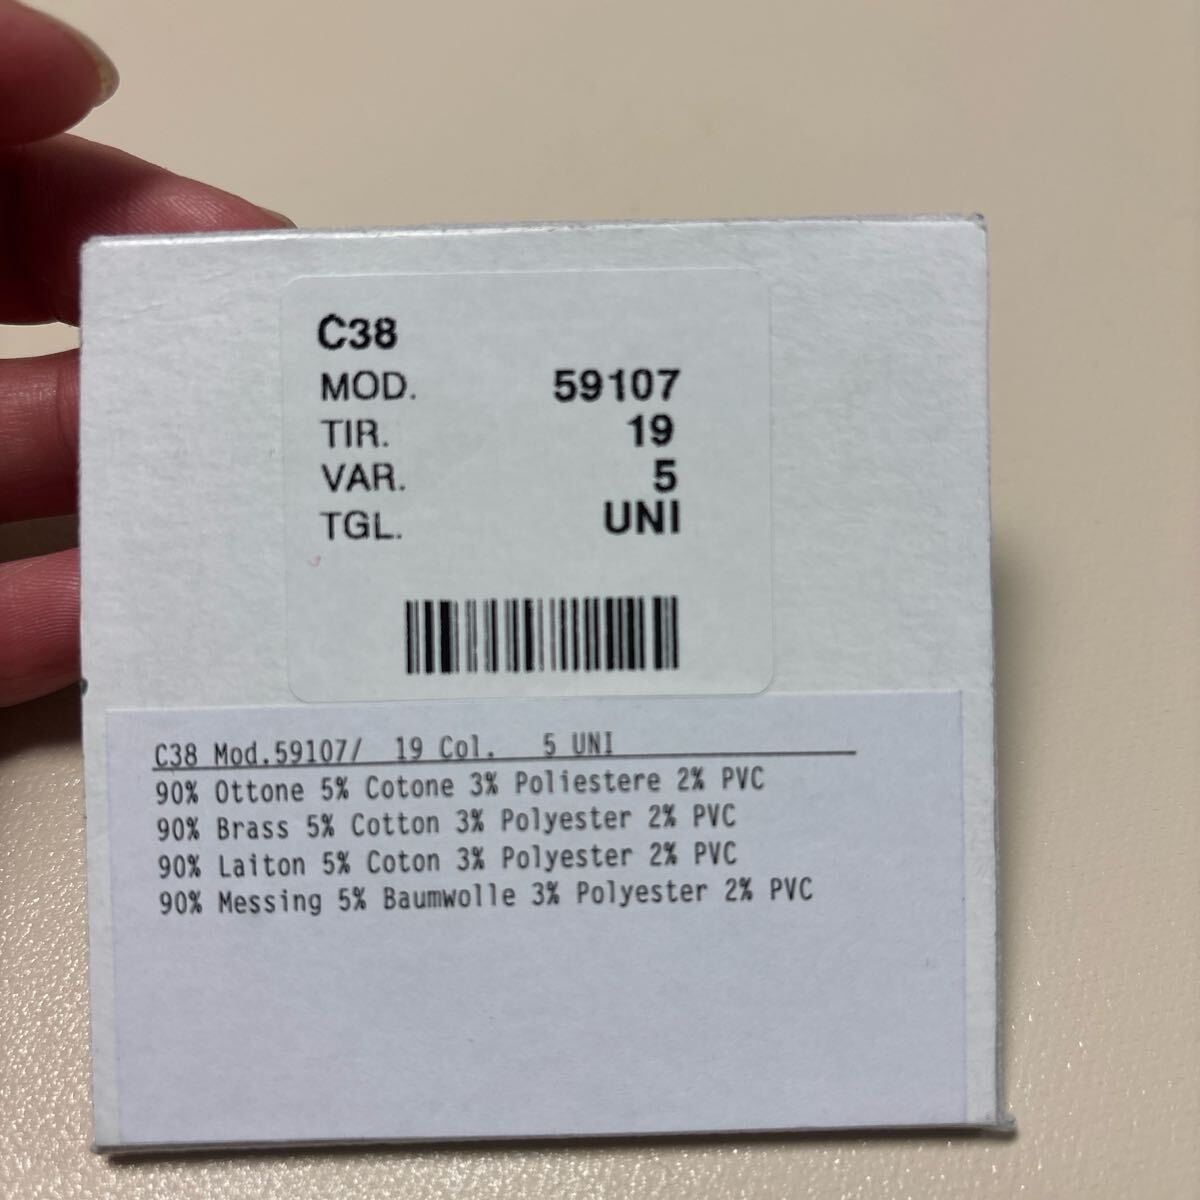 C38
MOD. 59107
TIR. 19
VAR. 5
TGL. UNI
C38 Mod.59107/ 19 Col. 5 UNI
90% Ottone 5% Cotone 3% Poliestere 2% PVC
90% Brass 5% Cotton 3% Polyester 2% PVC
90% Laiton 5% Coton 3% Polyester 2% PVC
90% Messing 5% Baumwolle 3% Polyester 2% PVC